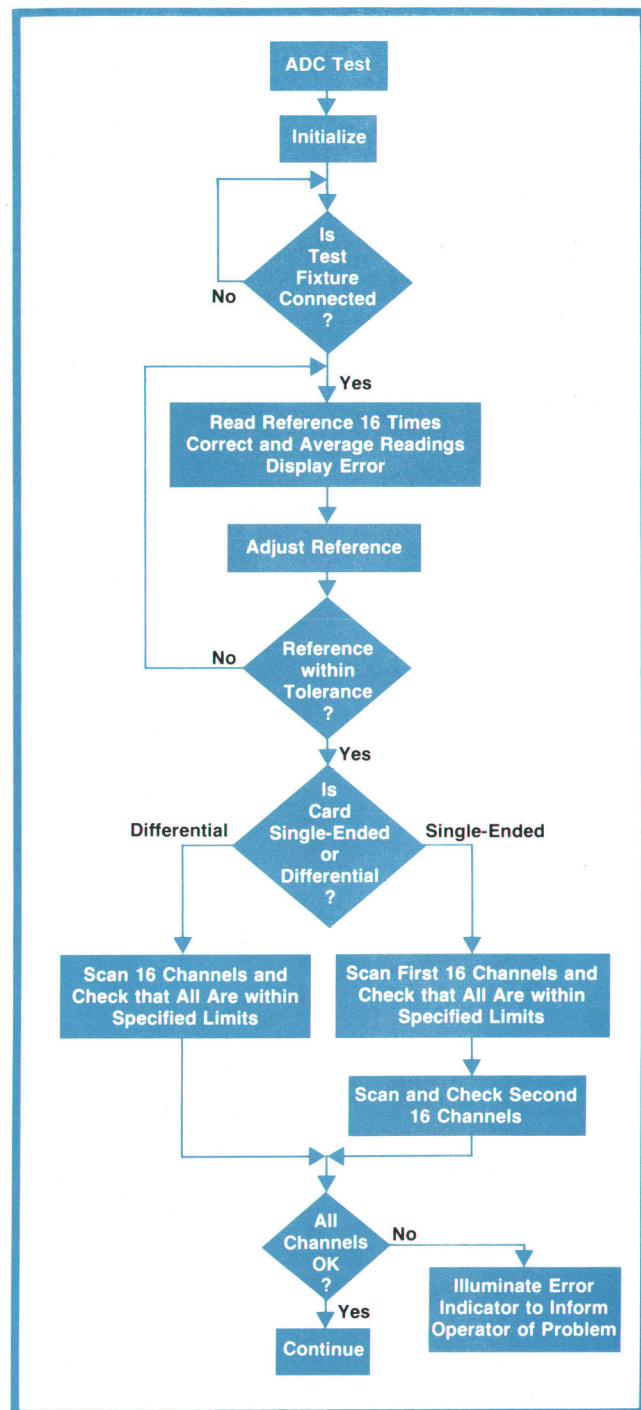 ADC Test
Initialize
Is
Test
Fixture
Connected
?
No
Yes
Read Reference 16 Times
Correct and Average Readings
Display Error
Adjust Reference
Reference
within
Tolerance
?
No
Yes
Is
Card
Single-Ended
or
Differential
?
Differential
Single-Ended
Scan 16 Channels and
Check that All Are within
Specified Limits
Scan First 16 Channels and
Check that All Are within
Specified Limits
Scan and Check Second
16 Channels
All
Channels
OK
?
No
Yes
Illuminate Error
Indicator to Inform
Operator of Problem
Continue